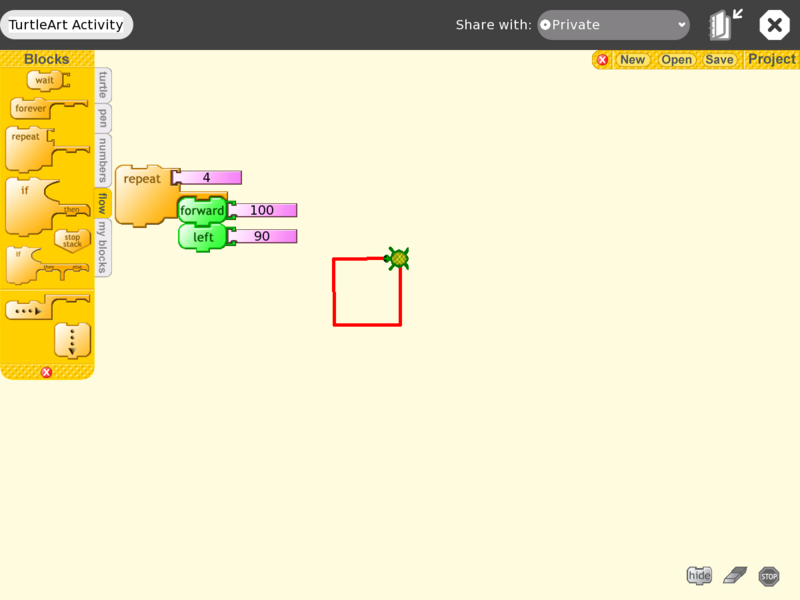 TurtleArt Activity
Share with: Private
Blocks
New Open Save Project
wait
forever
repeat
if
then
stop
stack
if
then else
turtle
pen
numbers
flow
my blocks
repeat 4
forward 100
left 90
hide
STOP